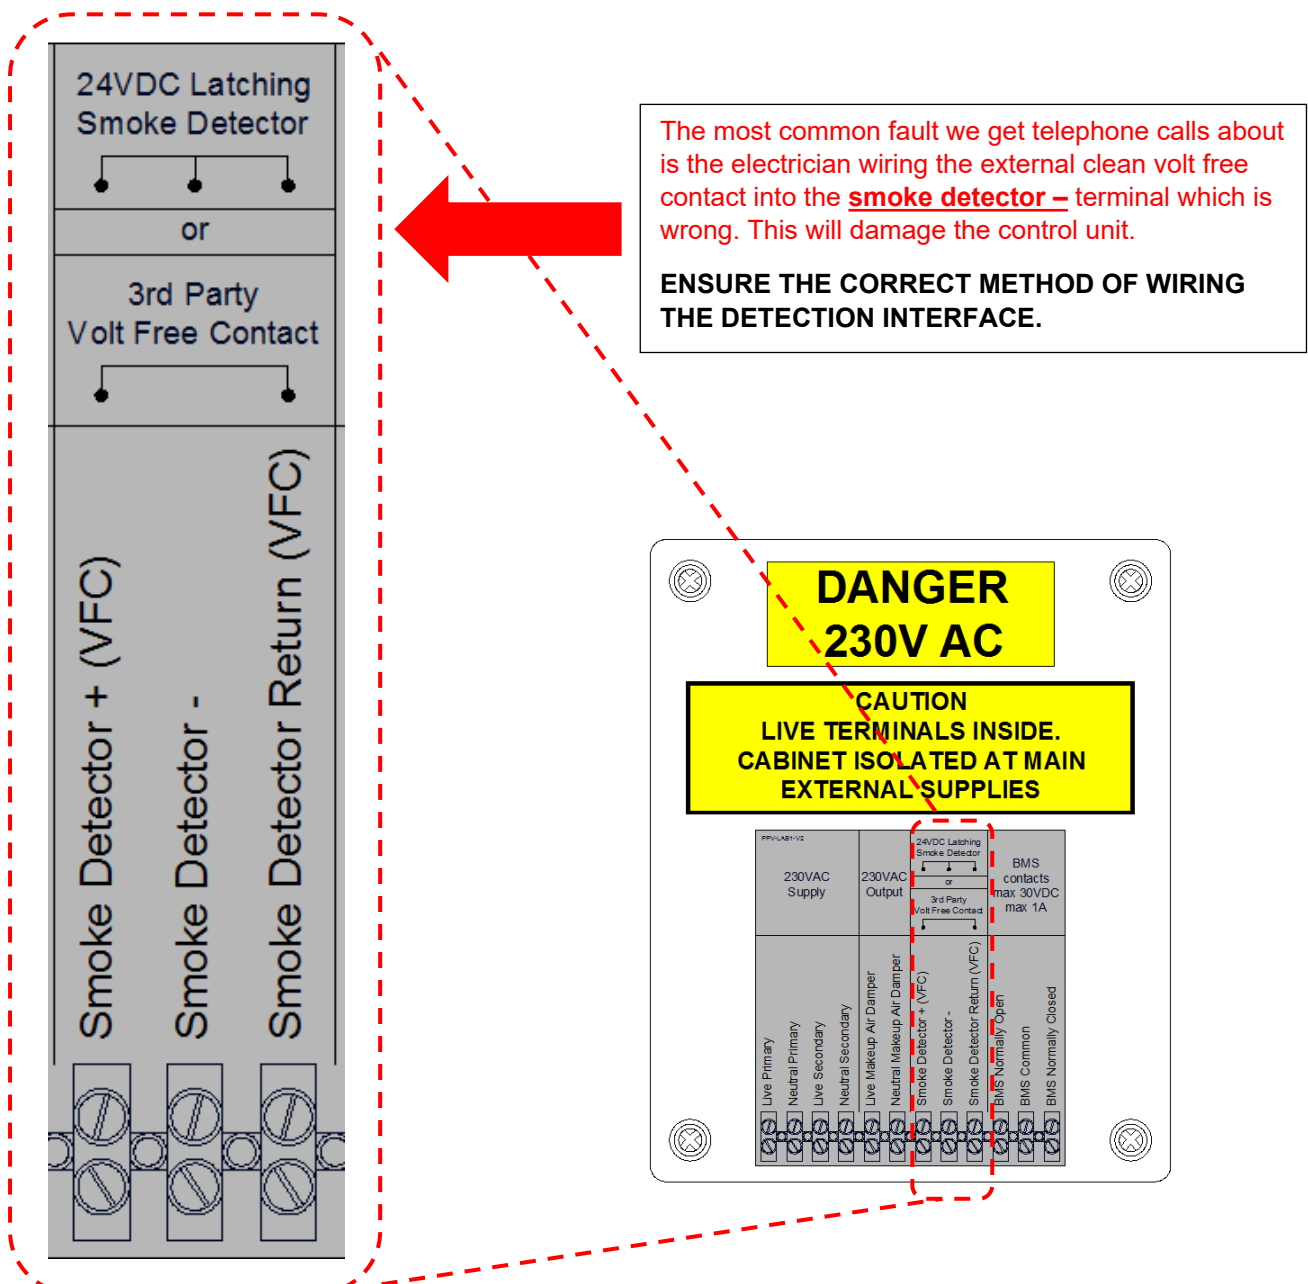 24VDC Latching
Smoke Detector
or
3rd Party
Volt Free Contact
Smoke Detector + (VFC)
Smoke Detector -
Smoke Detector Return (VFC)
The most common fault we get telephone calls about
is the electrician wiring the external clean volt free
contact into the smoke detector – terminal which is
wrong. This will damage the control unit.
ENSURE THE CORRECT METHOD OF WIRING
THE DETECTION INTERFACE.
DANGER
230V AC
CAUTION
LIVE TERMINALS INSIDE.
CABINET ISOLATED AT MAIN
EXTERNAL SUPPLIES
PPV-LAB1-V2
230VAC
Supply
230VAC
Output
24VDC Latching
Smoke Detector
or
3rd Party
Volt Free Contact
BMS
contacts
max 30VDC
max 1A
Live Primary
Neutral Primary
Live Secondary
Neutral Secondary
Live Makeup Air Damper
Neutral Makeup Air Damper
Smoke Detector + (VFC)
Smoke Detector -
Smoke Detector Return (VFC)
BMS Normally Open
BMS Common
BMS Normally Closed